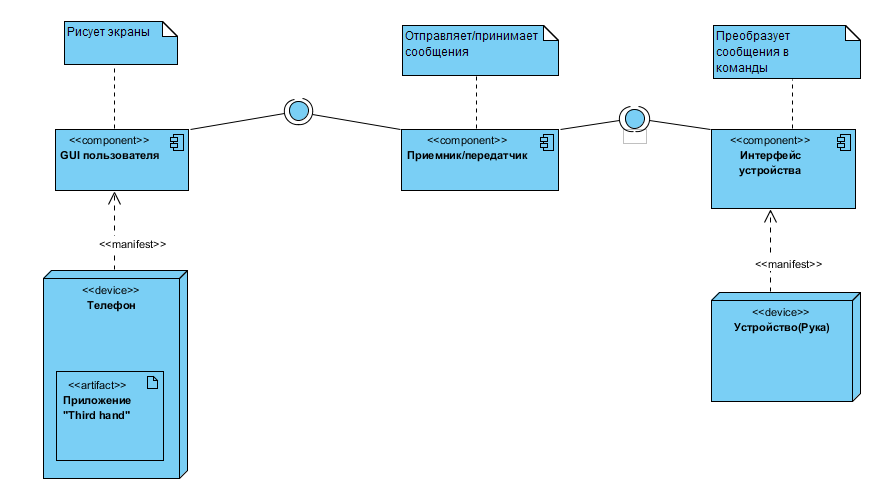 Рисует экраны
Отправляет/принимает
сообщения
Преобразует
сообщения в
команды
<<component>>
GUI пользователя
<<component>>
Приемник/передатчик
<<component>>
Интерфейс
устройства
<<manifest>>
<<manifest>>
<<device>>
Телефон
<<artifact>>
Приложение
"Third hand"
<<device>>
Устройство(Рука)